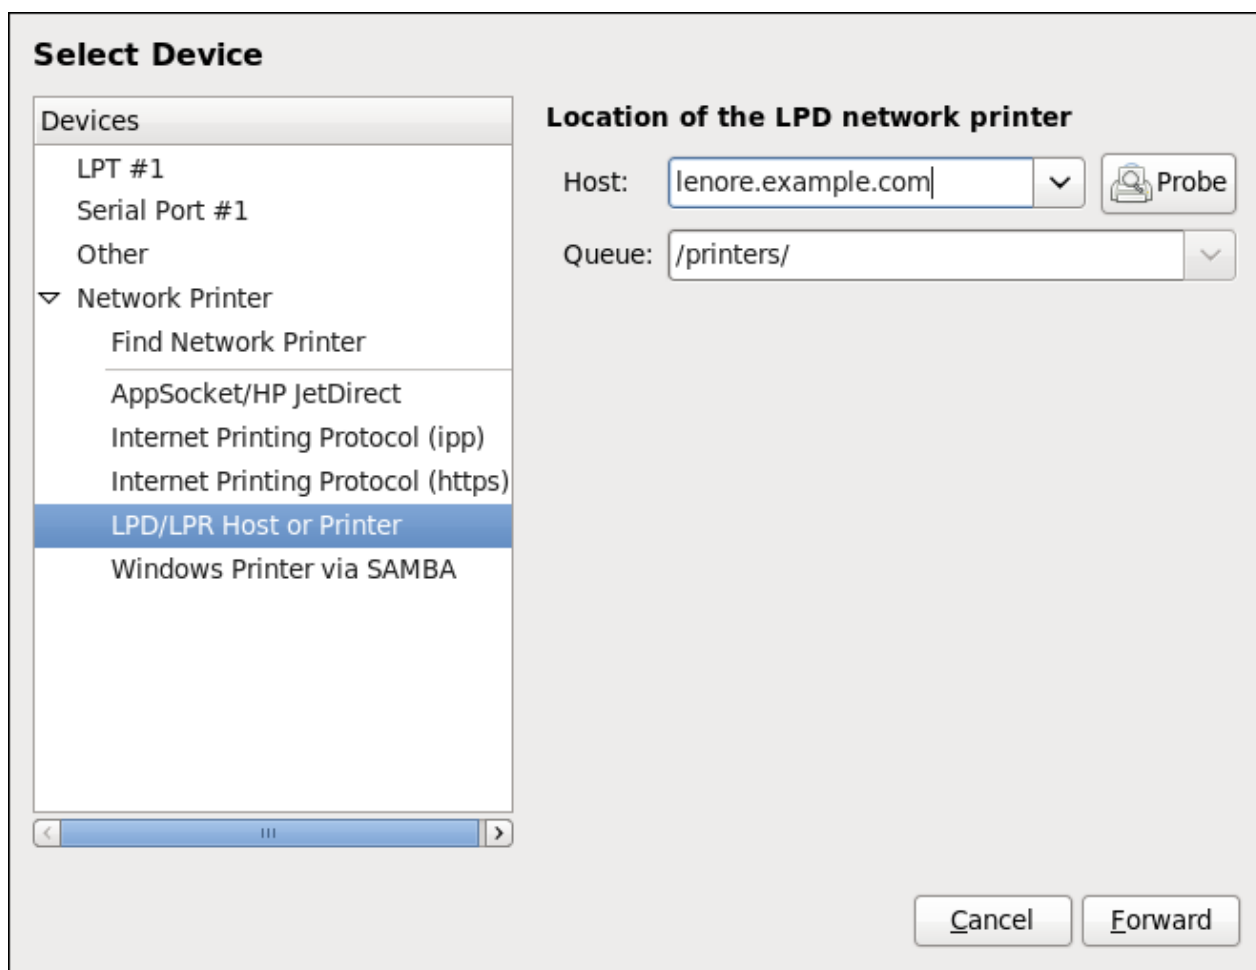 Select Device
Devices
LPT #1
Serial Port #1
Other
Network Printer
Find Network Printer
AppSocket/HP JetDirect
Internet Printing Protocol (ipp)
Internet Printing Protocol (https)
LPD/LPR Host or Printer
Windows Printer via SAMBA
Location of the LPD network printer
Host: lenore.example.com Probe
Queue: /printers/
Cancel Forward